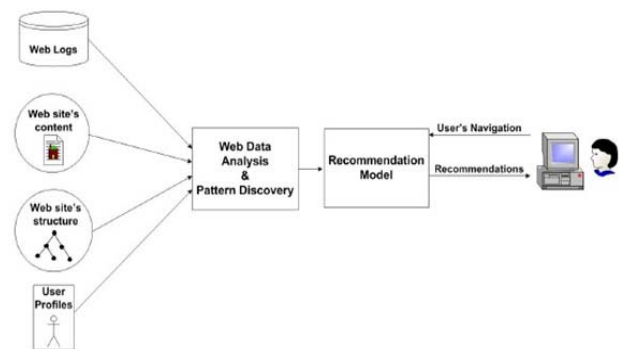 Web Logs
Web site's
content
Web site's
structure
User
Profiles
Web Data
Analysis
&
Pattern Discovery
Recommendation
Model
User's Navigation
Recommendations